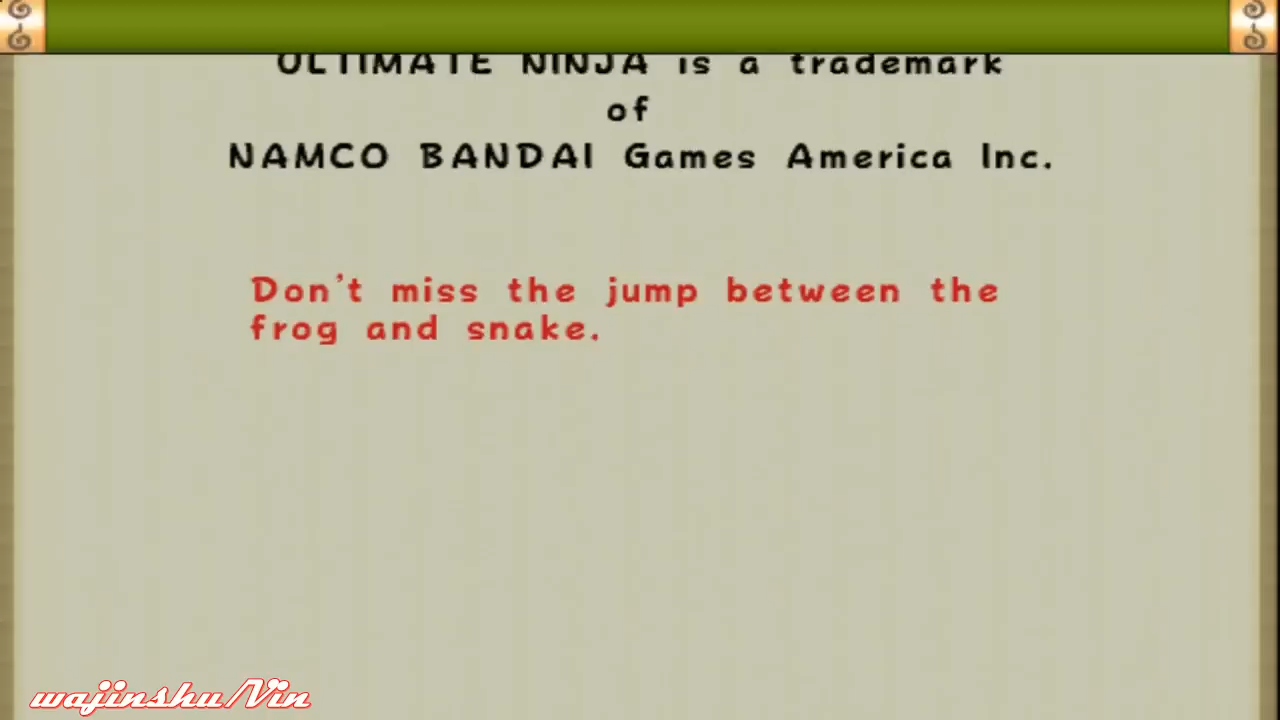 ULTIMATE NINJA is a trademark
of
NAMCO BANDAI Games America Inc.
Don't miss the jump between the
frog and snake.
wajinshu/Vin